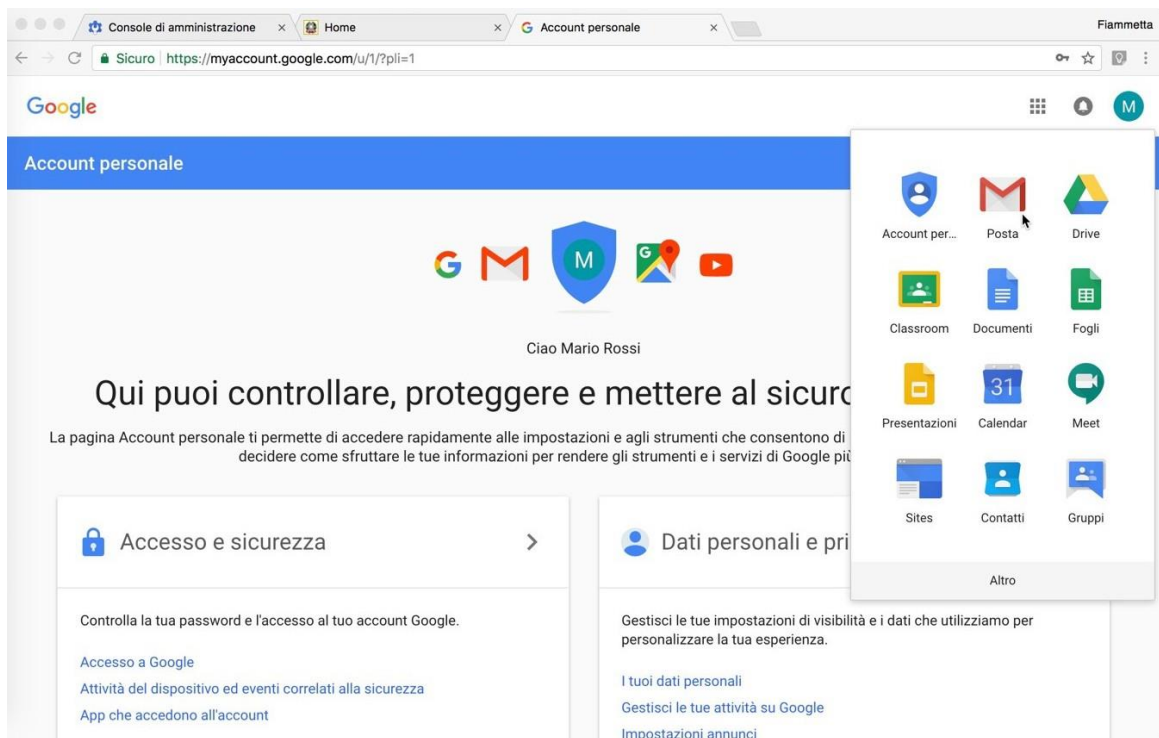 Console di amministrazione
Home
Account personale
Fiammetta
Sicuro https://myaccount.google.com/u/1/?pli=1
Google
M
Account personale
G
M
G
Ciao Mario Rossi
Qui puoi controllare, proteggere e mettere al sicuro
La pagina Account personale ti permette di accedere rapidamente alle impostazioni e agli strumenti che consentono di
decidere come sfruttare le tue informazioni per rendere gli strumenti e i servizi di Google più
Account per...
Posta
Drive
Classroom
Documenti
Fogli
31
Presentazioni
Calendar
Meet
Sites
Contatti
Gruppi
Altro
Accesso e sicurezza
Controlla la tua password e l'accesso al tuo account Google.
Accesso a Google
Attività del dispositivo ed eventi correlati alla sicurezza
App che accedono all'account
Dati personali e pri
Gestisci le tue impostazioni di visibilità e i dati che utilizziamo per
personalizzare la tua esperienza.
I tuoi dati personali
Gestisci le tue attività su Google
Impostazioni annunci